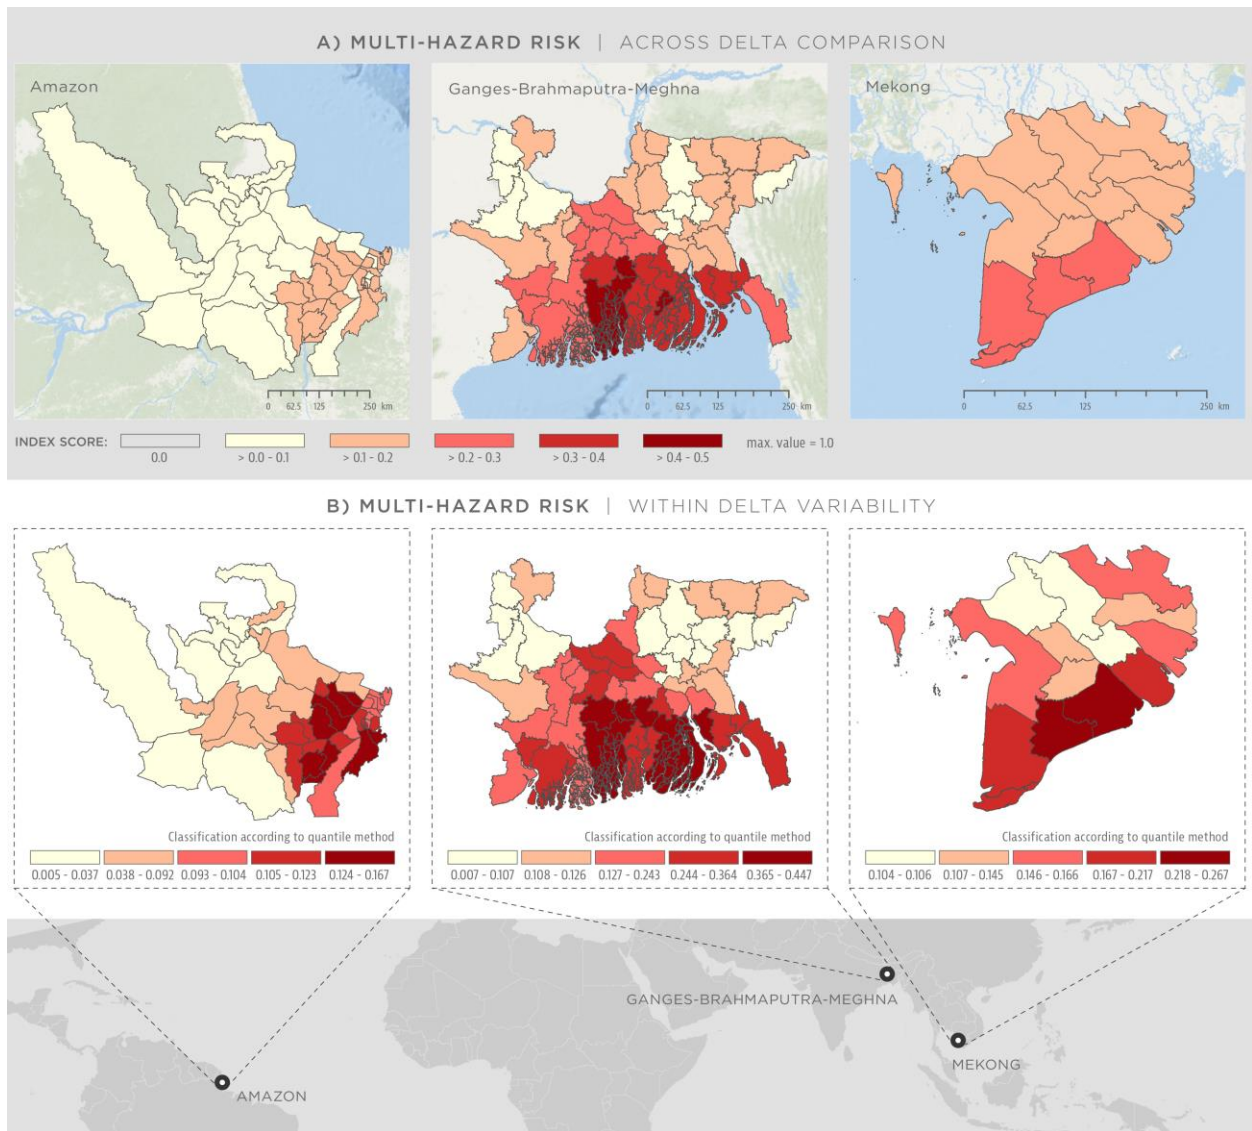 A) MULTI-HAZARD RISK | ACROSS DELTA COMPARISON
Amazon
Ganges-Brahmaputra-Meghna
Mekong
0 62.5 125 250 km
0 62.5 125 250 km
0 62.5 125 250 km
INDEX SCORE:
0.0
> 0.0 - 0.1
> 0.1 - 0.2
> 0.2 - 0.3
> 0.3 - 0.4
> 0.4 - 0.5
max. value = 1.0
B) MULTI-HAZARD RISK | WITHIN DELTA VARIABILITY
Classification according to quantile method
0.005 - 0.037 0.038 - 0.092 0.093 - 0.104 0.105 - 0.123 0.124 - 0.167
Classification according to quantile method
0.007 - 0.107 0.108 - 0.126 0.127 - 0.243 0.244 - 0.364 0.365 - 0.447
Classification according to quantile method
0.104 - 0.106 0.107 - 0.145 0.146 - 0.166 0.167 - 0.217 0.218 - 0.267
GANGES-BRAHMAPUTRA-MEGHNA
MEKONG
AMAZON